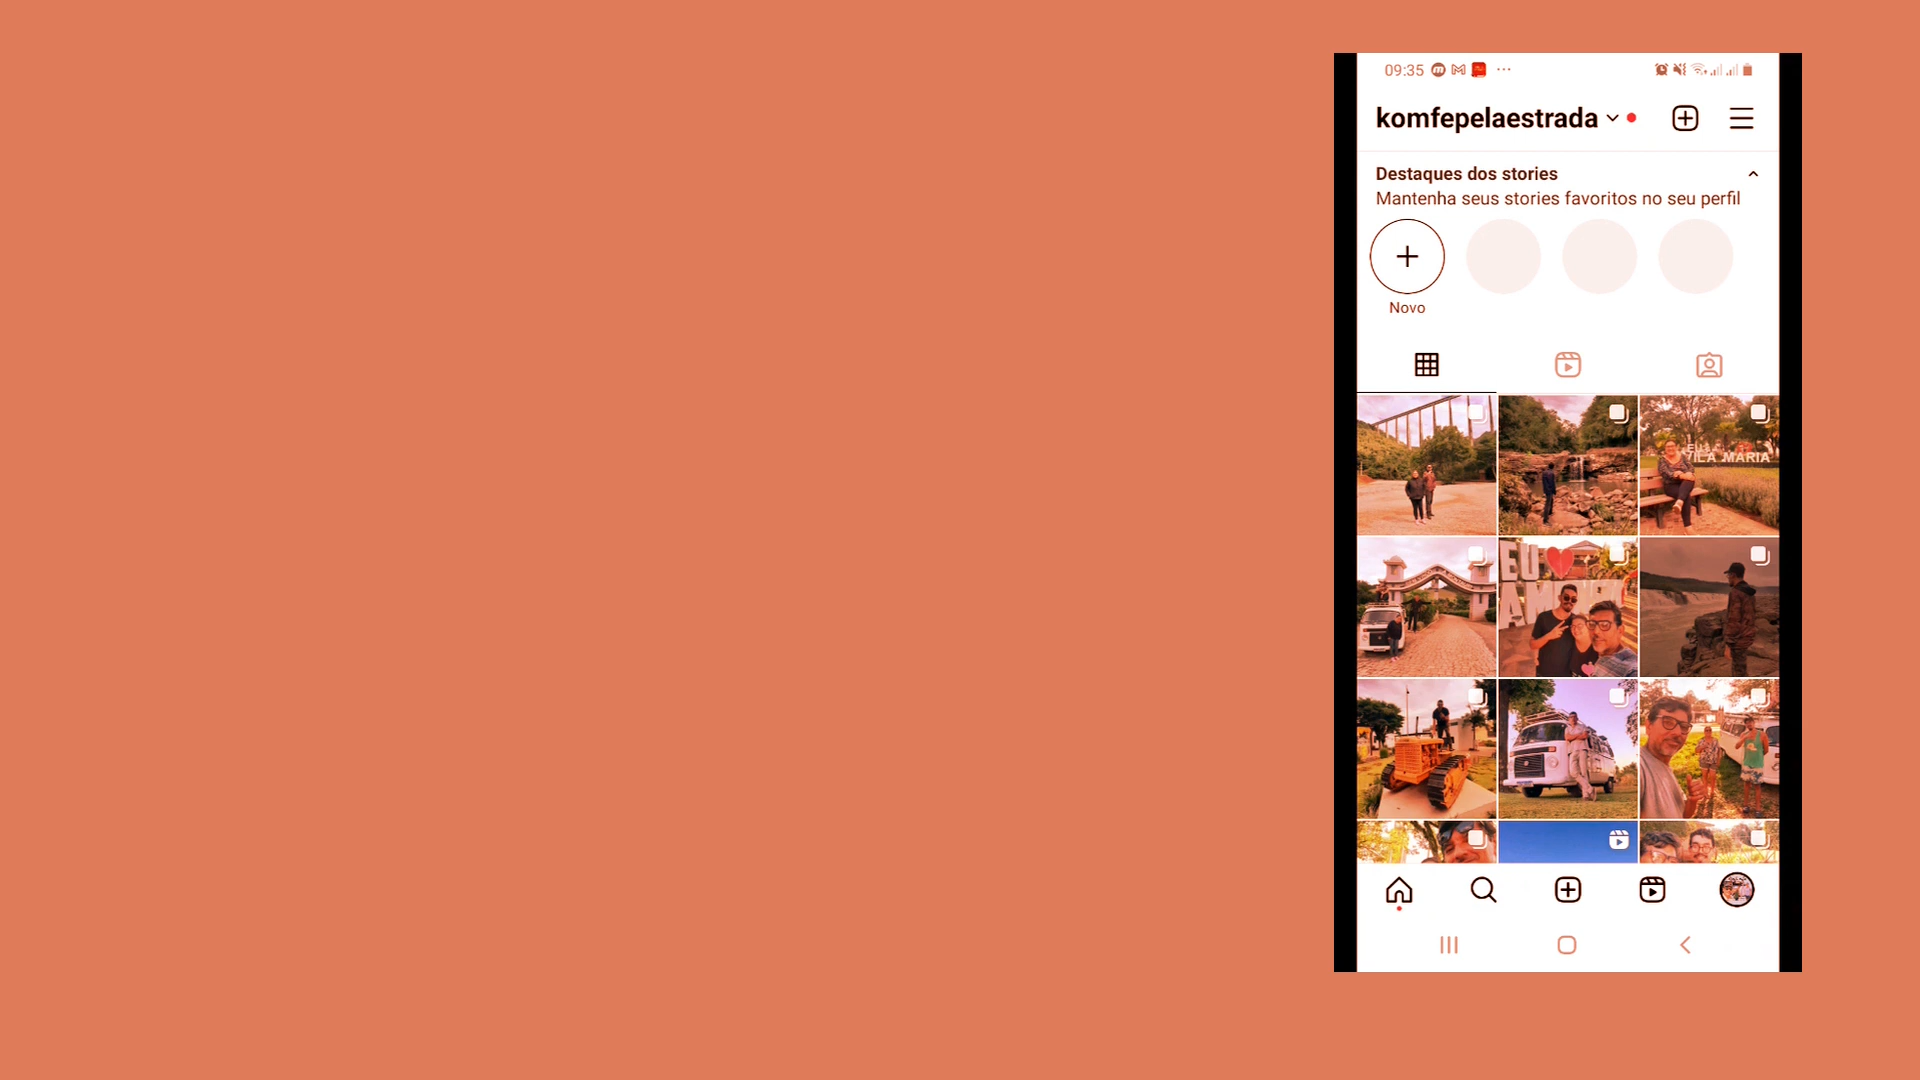 09:35
komfepelaestrada
Destaques dos stories
Mantenha seus stories favoritos no seu perfil
Novo
VILA MARIA
EU